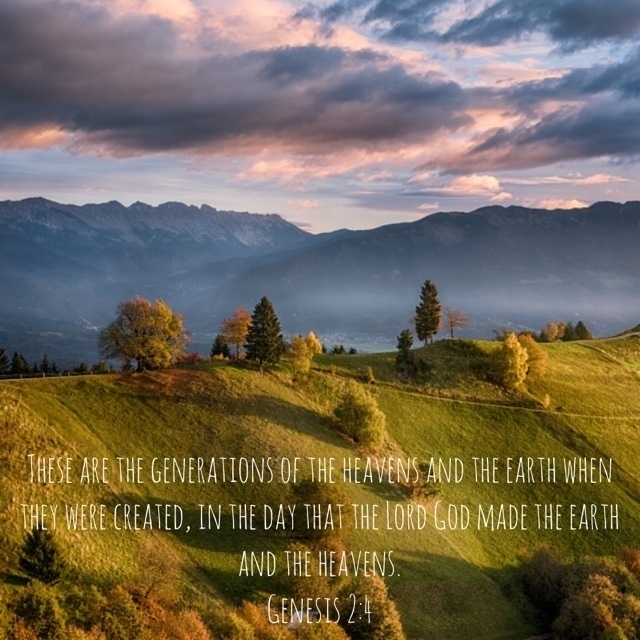 These are the generations of the heavens and the earth when
they were created, in the day that the Lord God made the earth
and the heavens.
Genesis 2:4